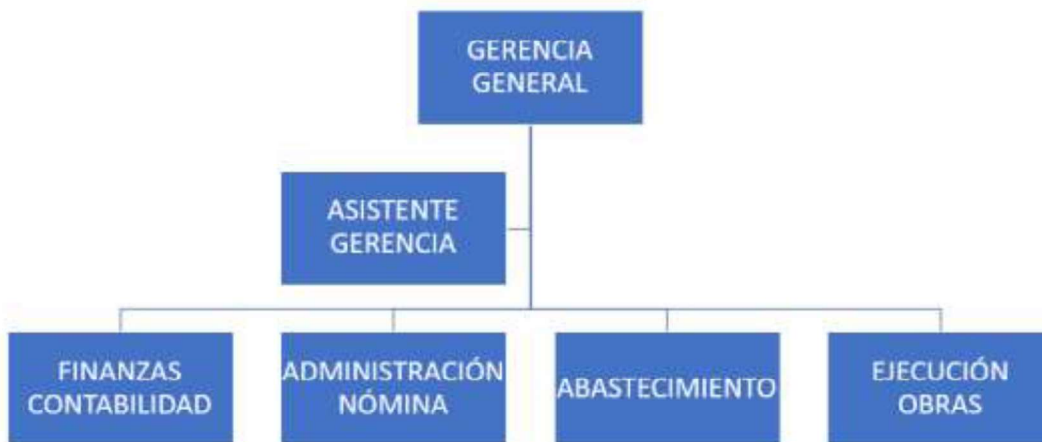 GERENCIA
GENERAL
ASISTENTE
GERENCIA
FINANZAS
CONTABILIDAD
ADMINISTRACIÓN
NÓMINA
ABASTECIMIENTO
EJECUCIÓN
OBRAS